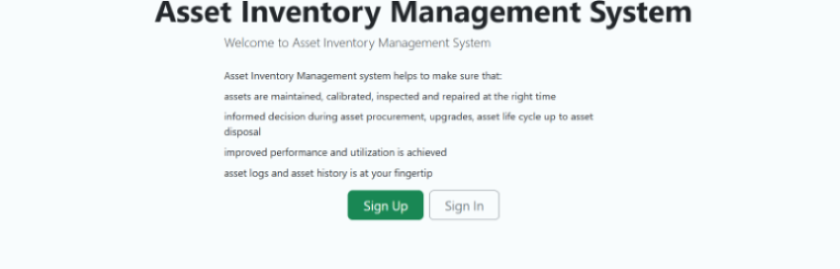 Asset Inventory Management System
Welcome to Asset Inventory Management System
Asset Inventory Management system helps to make sure that:
assets are maintained, calibrated, inspected and repaired at the right time
informed decision during asset procurement, upgrades, asset life cycle up to asset
disposal
improved performance and utilization is achieved
asset logs and asset history is at your fingertip
Sign Up Sign In